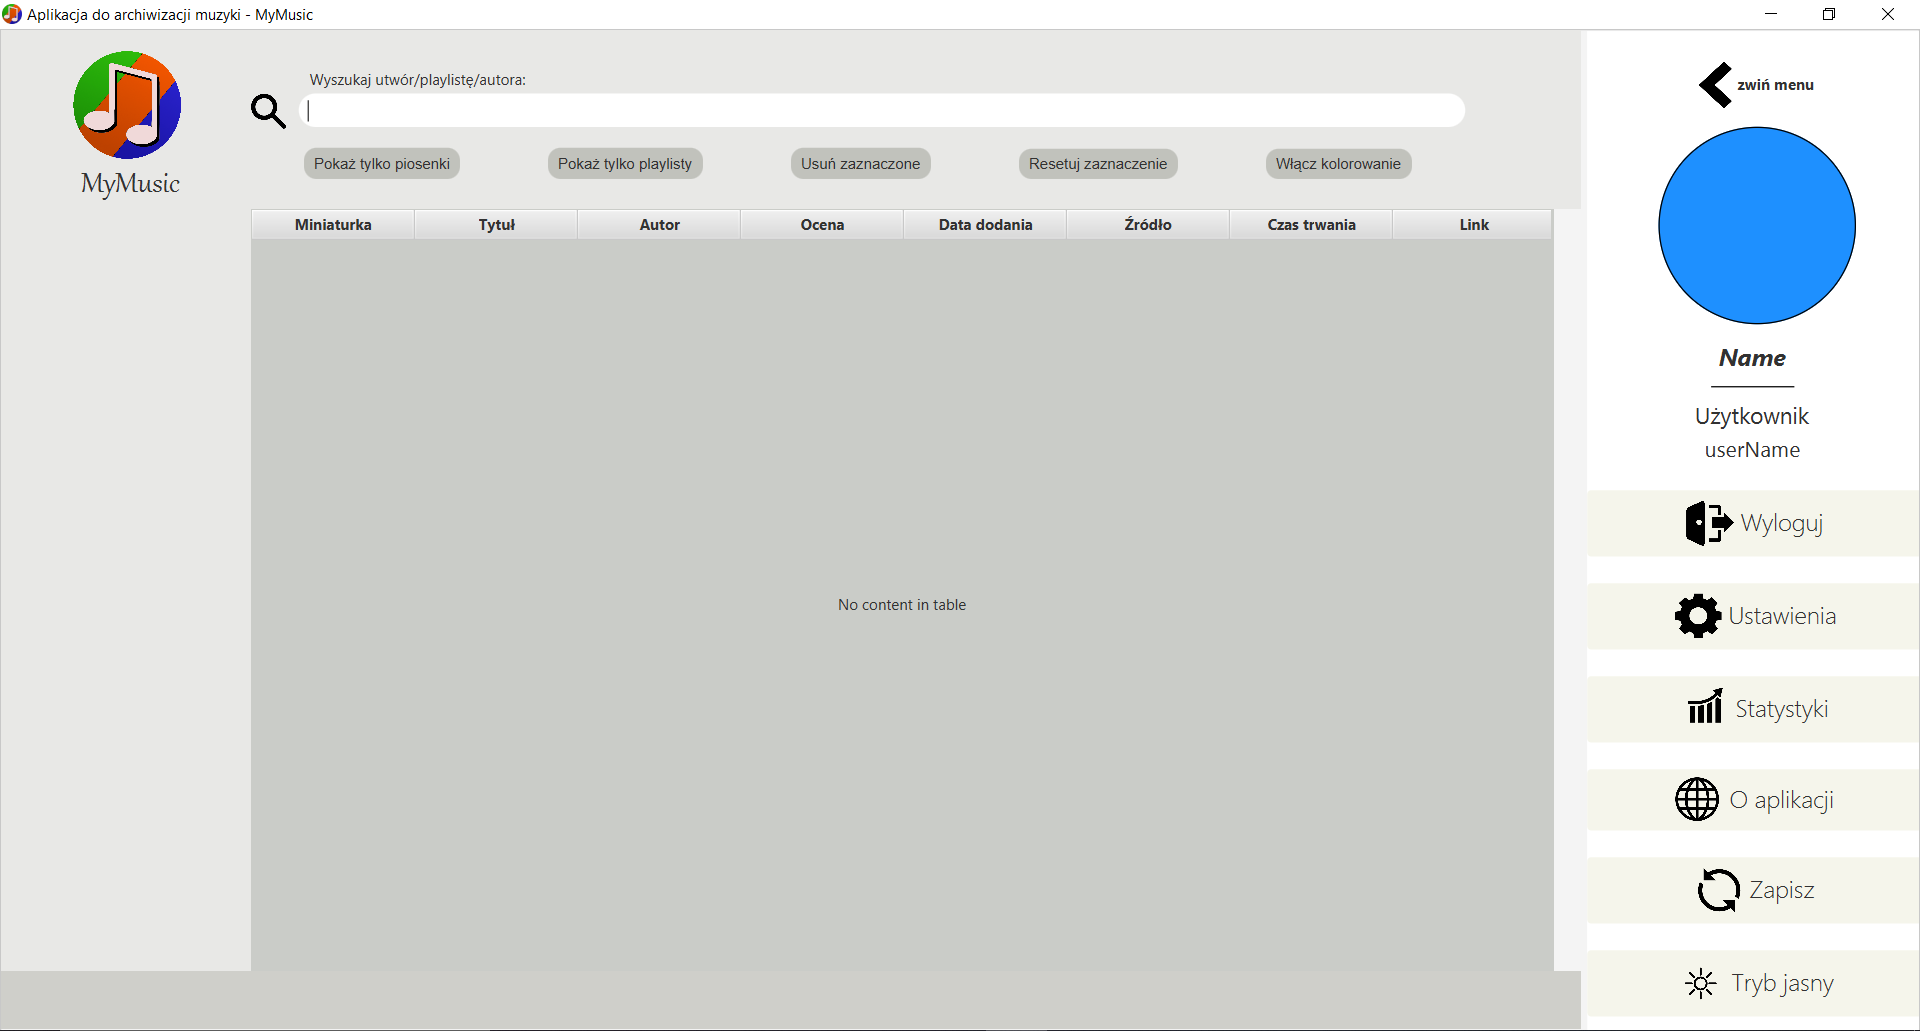 Aplikacja do archiwizacji muzyki - MyMusic
MyMusic
Wyszukaj utwór/playlistę/autora:
Pokaż tylko piosenki
Pokaż tylko playlisty
Usuń zaznaczone
Resetuj zaznaczenie
Włącz kolorowanie
Miniaturka
Tytuł
Autor
Ocena
Data dodania
Źródło
Czas trwania
Link
No content in table
zwiń menu
Name
Użytkownik
userName
Wyloguj
Ustawienia
Statystyki
O aplikacji
Zapisz
Tryb jasny